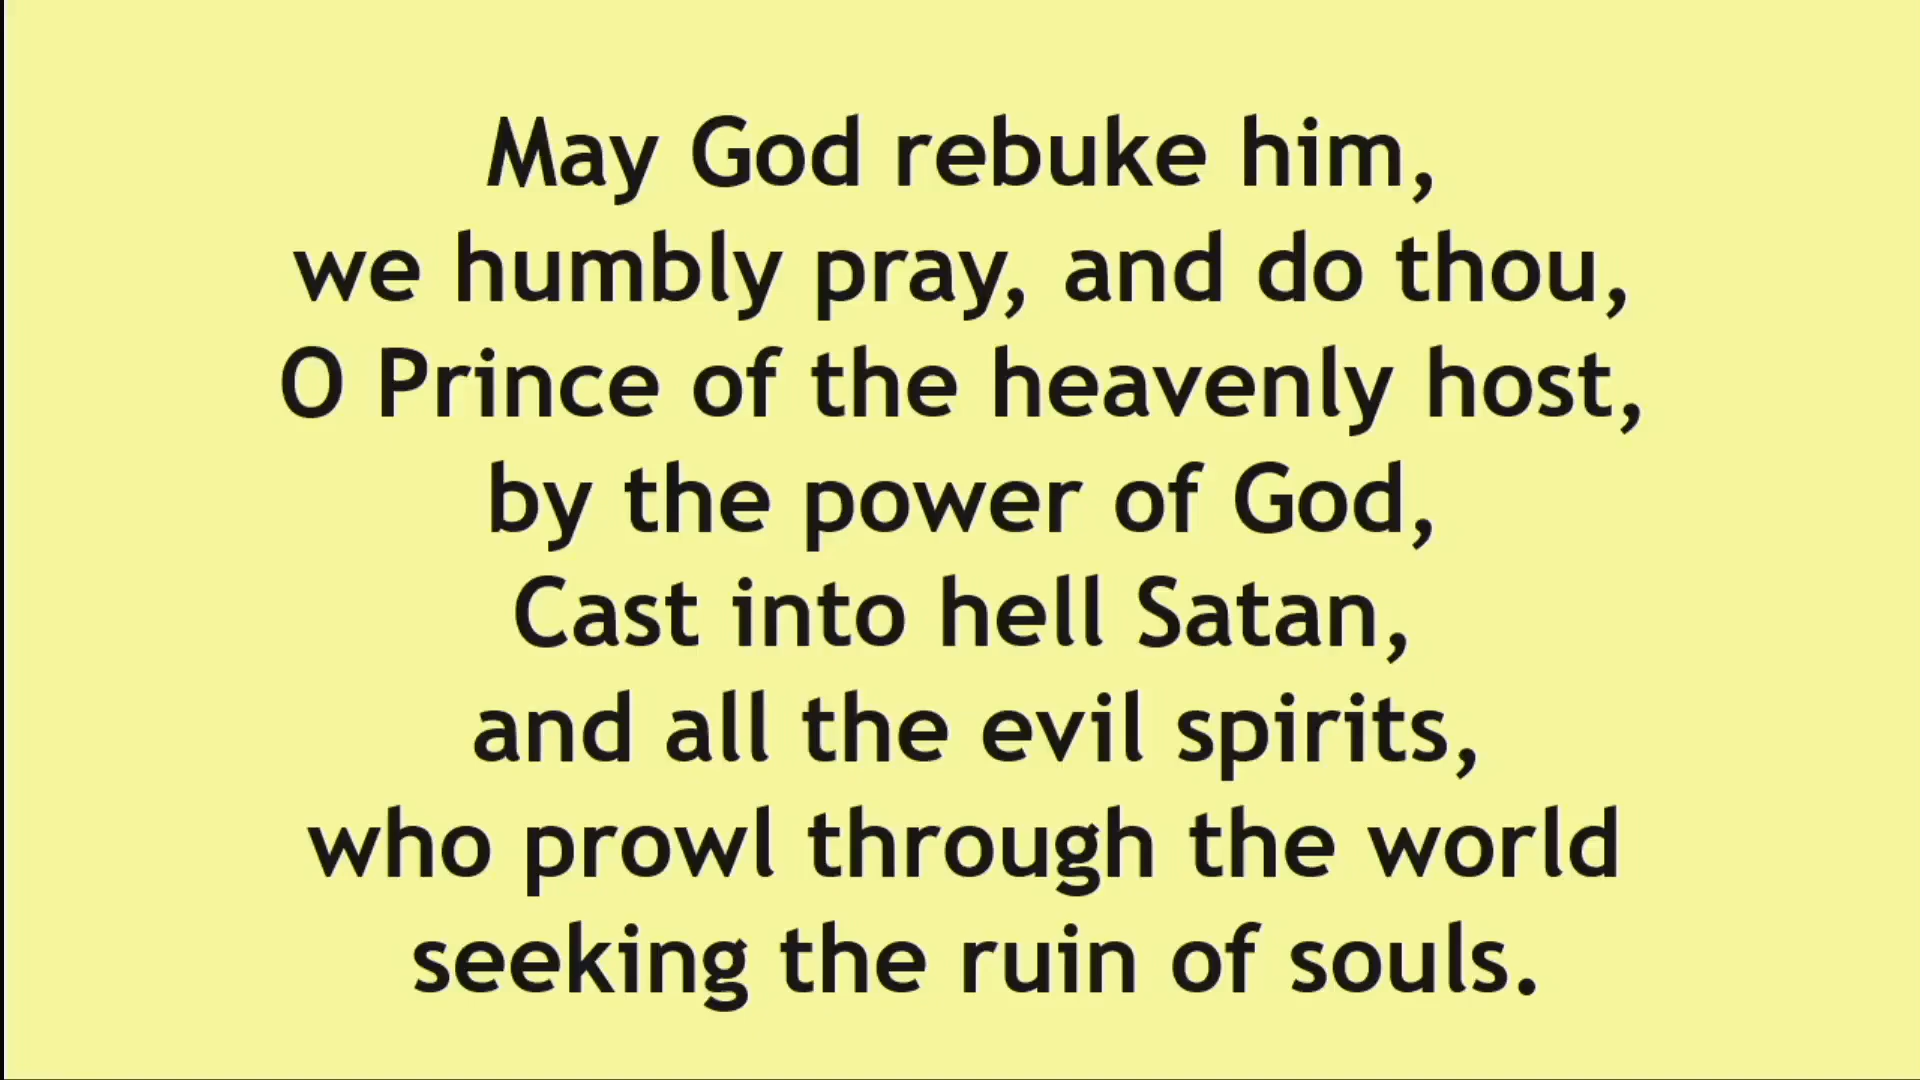 May God rebuke him,
we humbly pray, and do thou,
O Prince of the heavenly host,
by the power of God,
Cast into hell Satan,
and all the evil spirits,
who prowl through the world
seeking the ruin of souls.